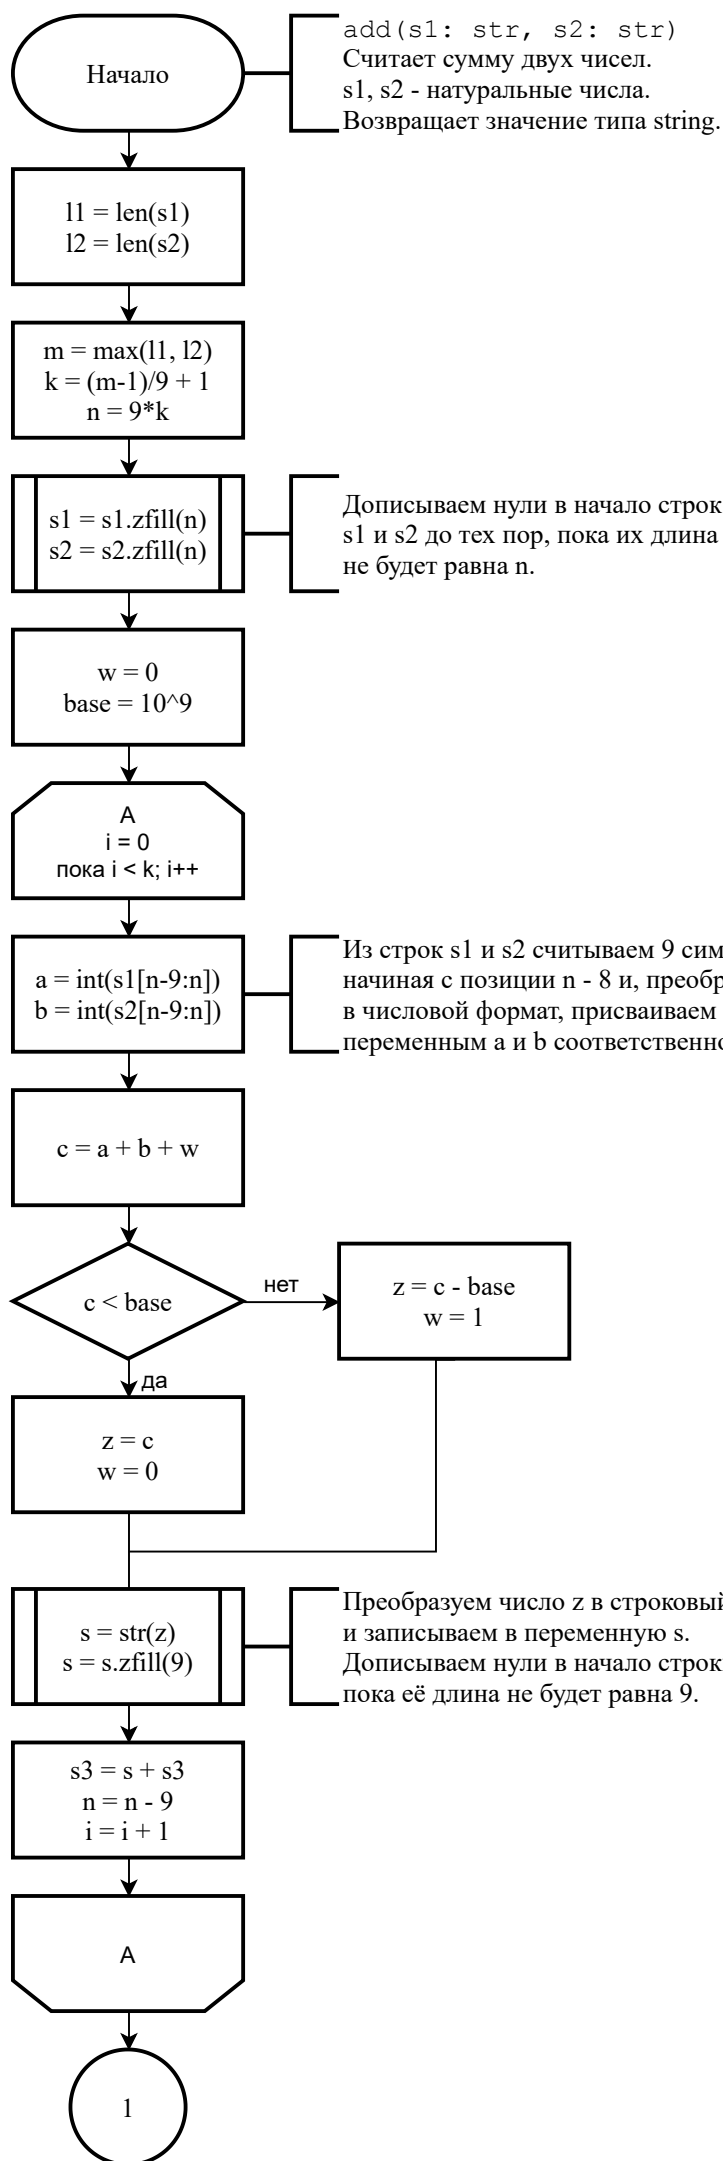 Начало
add(s1: str, s2: str)
Считает сумму двух чисел.
s1, s2 - натуральные числа.
Возвращает значение типа string.
l1 = len(s1)
l2 = len(s2)
m = max(l1, l2)
k = (m-1)/9 + 1
n = 9*k
s1 = s1.zfill(n)
s2 = s2.zfill(n)
Дописываем нули в начало строк
s1 и s2 до тех пор, пока их длина
не будет равна n.
w = 0
base = 10^9
A
i = 0
пока i < k; i++
a = int(s1[n-9:n])
b = int(s2[n-9:n])
Из строк s1 и s2 считываем 9
начиная с позиции n - 8 и,
в числовой формат, присваиваем
переменным a и b
c = a + b + w
c < base
нет
z = c - base
w = 1
да
z = c
w = 0
s = str(z)
s = s.zfill(9)
Преобразуем число z в строковый
и записываем в переменную s.
Дописываем нули в начало
пока её длина не будет равна 9.
s3 = s + s3
n = n - 9
i = i + 1
A
1